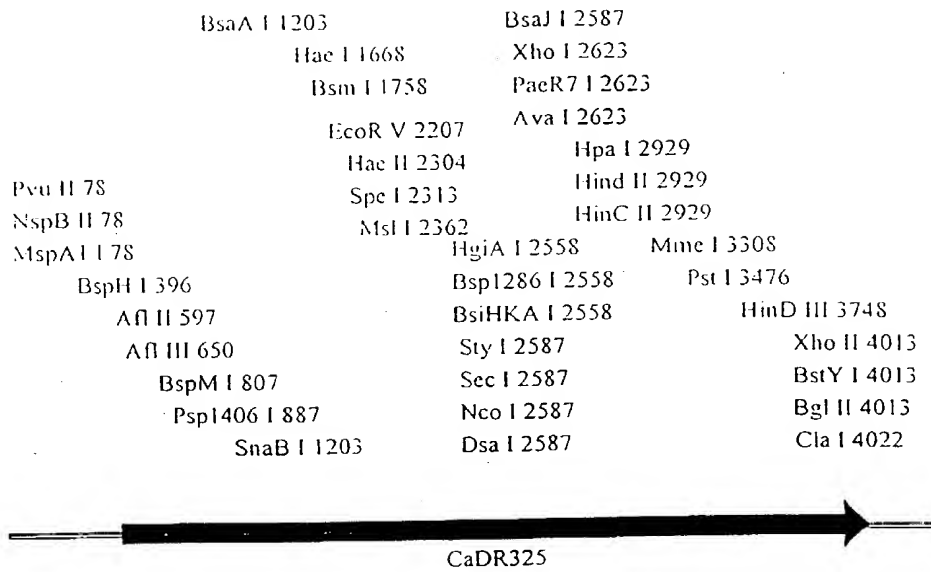 BsaA I 1203
BsaJ I 2587
Hae I 1668
Xho I 2623
Bsm I 1758
PaeR7 I 2623
Ava I 2623
EcoR V 2207
Hpa I 2929
Hae II 2304
Hind II 2929
Pvu II 78
Spe I 2313
HinC II 2929
NspB II 78
Msl I 2362
MspA1 I 78
HgiA I 2558
Mme I 3308
BspH I 396
Bsp1286 I 2558
Pst I 3476
Afl II 597
BsiHKA I 2558
HinD III 3748
Afl III 650
Sty I 2587
Xho II 4013
BspM I 807
Sec I 2587
BstY I 4013
Psp1406 I 887
Nco I 2587
Bgl II 4013
SnaB I 1203
Dsa I 2587
Cla I 4022
CaDR325